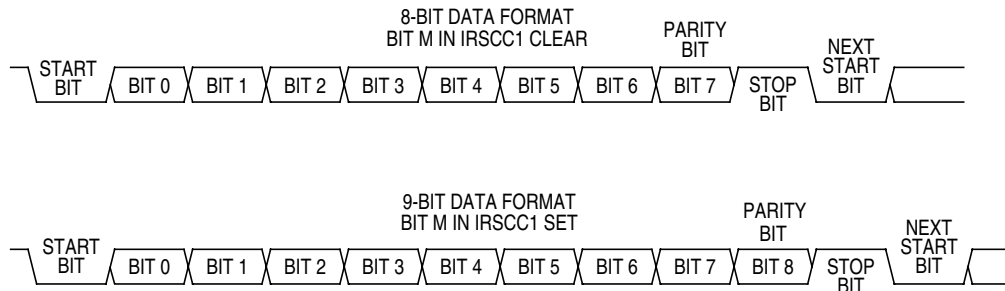 8-BIT DATA FORMAT
BIT M IN IRSCC1 CLEAR
START
BIT
BIT 0
BIT 1
BIT 2
BIT 3
BIT 4
BIT 5
BIT 6
PARITY
BIT
BIT 7
STOP
BIT
NEXT
START
BIT
9-BIT DATA FORMAT
BIT M IN IRSCC1 SET
START
BIT
BIT 0
BIT 1
BIT 2
BIT 3
BIT 4
BIT 5
BIT 6
BIT 7
PARITY
BIT
BIT 8
STOP
BIT
NEXT
START
BIT